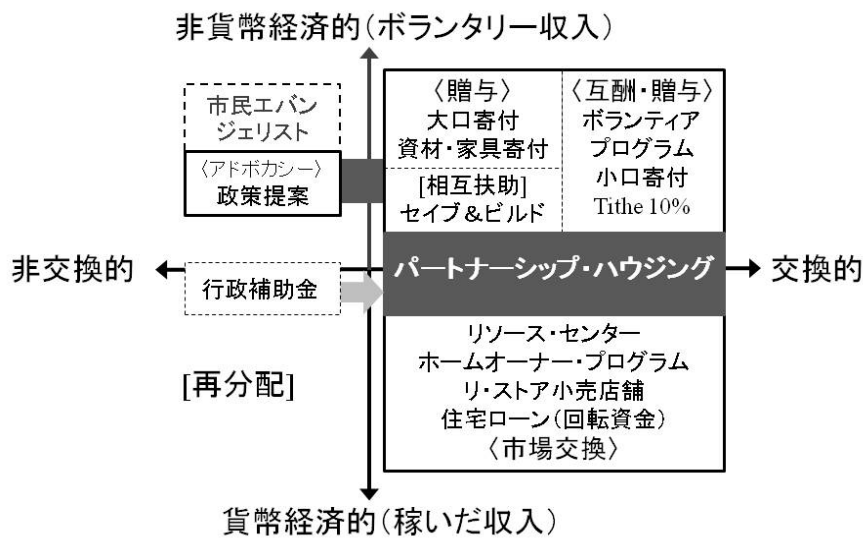 非貨幣経済的(ボランタリー収入)
市民エバン
ジェリスト
〈アドボカシー〉
政策提案
〈贈与〉
大口寄付
資材・家具寄付
[相互扶助]
セイブ&ビルド
〈互酬・贈与〉
ボランティア
プログラム
小口寄付
Tithe 10%
非交換的
パートナーシップ・ハウジング
交換的
行政補助金
[再分配]
リソース・センター
ホームオーナー・プログラム
リ・ストア小売店舗
住宅ローン(回転資金)
〈市場交換〉
貨幣経済的(稼いだ収入)